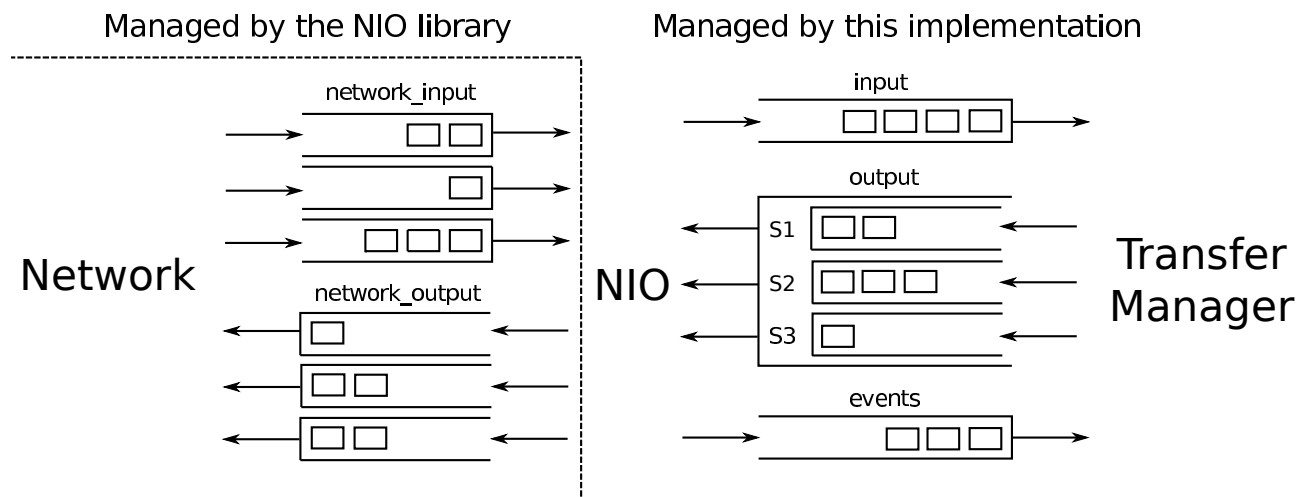 Managed by the NIO library
Managed by this implementation
network_input
input
output
S1
S2
S3
Network
NIO
Transfer
Manager
network_output
events